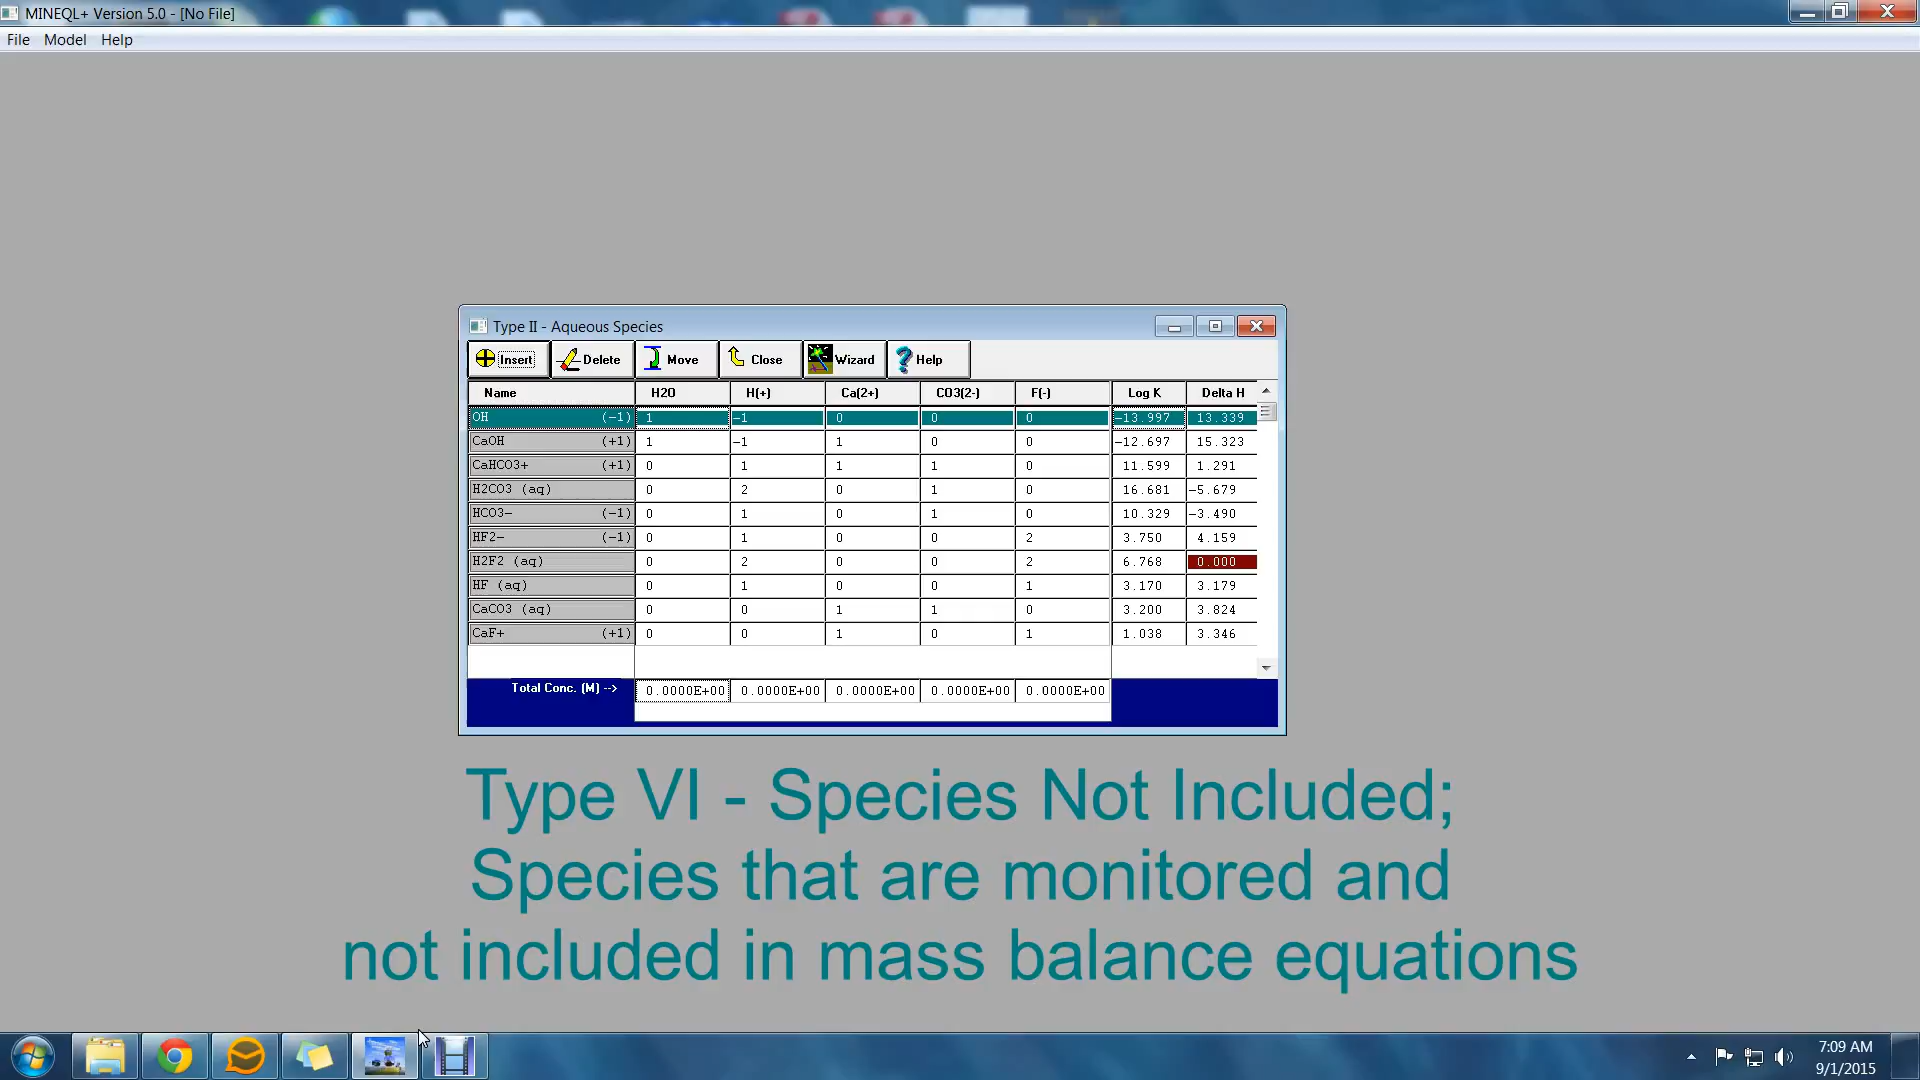 MINEQL+ Version 5.0 - [No File]
File Model Help
Type II - Aqueous Species
Insert Delete Move Close Wizard Help
Name H2O H(+) Ca(2+) CO3(2-) F(-) Log K Delta H
OH (-1) 1 -1 0 0 0 -13.997 13.339
CaOH (+1) 1 -1 1 0 0 -12.697 15.323
CaHCO3+ (+1) 0 1 1 1 0 11.599 1.291
H2CO3 (aq) 0 2 0 1 0 16.681 -5.679
HCO3- (-1) 0 1 0 1 0 10.329 -3.490
HF2- (-1) 0 1 0 0 2 3.750 4.159
H2F2 (aq) 0 2 0 0 2 6.768 0.000
HF (aq) 0 1 0 0 1 3.170 3.179
CaCO3 (aq) 0 0 1 1 0 3.200 3.824
CaF+ (+1) 0 0 1 0 1 1.038 3.346
Total Conc. (M) --> 0.0000E+00 0.0000E+00 0.0000E+00 0.0000E+00 0.0000E+00
Type VI - Species Not Included;
Species that are monitored and
not included in mass balance equations
7:09 AM
9/1/2015